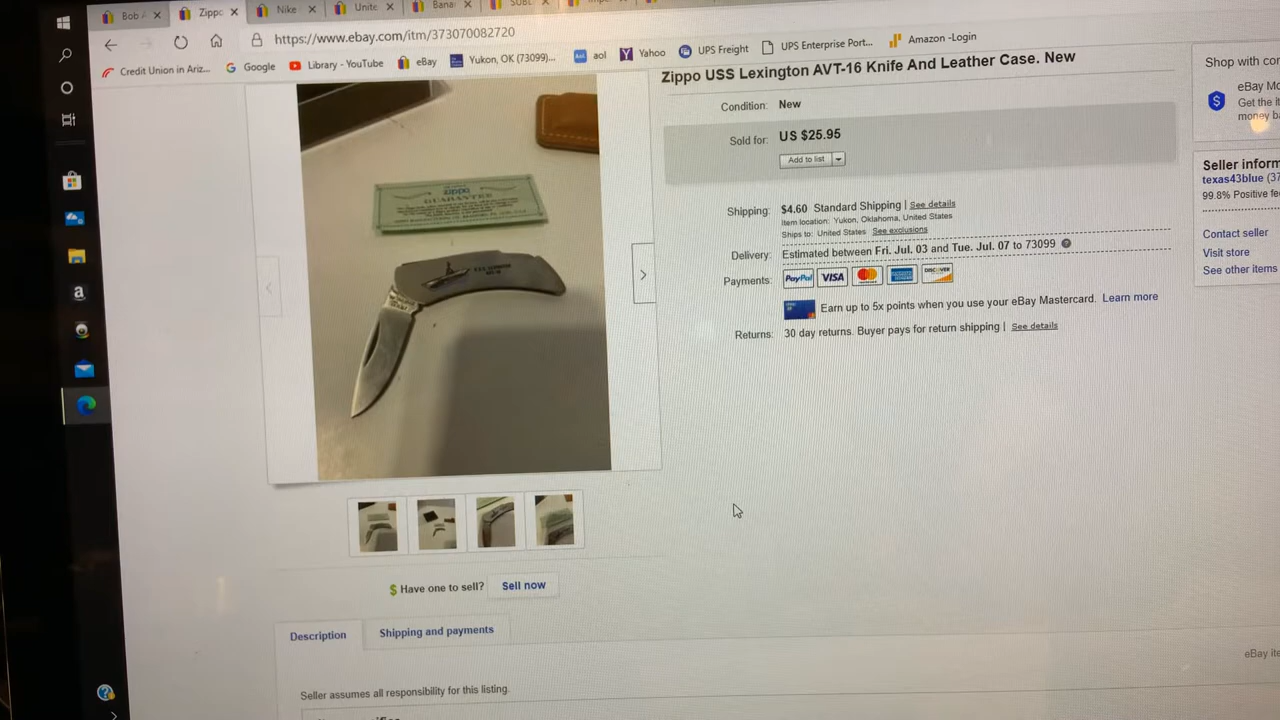 Bob A
Zippo
Nike
Unite
Bana
https://www.ebay.com/itm/373070082720
Credit Union in Ariz...
Google
Library - YouTube
eBay
Yukon, OK (73099)...
aol
Yahoo
UPS Freight
UPS Enterprise Port...
Amazon -Login
Zippo USS Lexington AVT-16 Knife And Leather Case. New
Condition: New
Sold for: US $25.95
Add to list
Shipping: $4.60 Standard Shipping | See details
Item location: Yukon, Oklahoma, United States
Ships to: United States See exclusions
Delivery: Estimated between Fri. Jul. 03 and Tue. Jul. 07 to 73099
Payments: PayPal VISA DISCOVER
Earn up to 5x points when you use your eBay Mastercard. Learn more
Returns: 30 day returns. Buyer pays for return shipping | See details
Shop with con
eBay Mo
Get the it
money ba
Seller inform
texas43blue (37
99.8% Positive fe
Contact seller
Visit store
See other items
zippo
GUARANTEE
$ Have one to sell? Sell now
Description
Shipping and payments
eBay ite
Seller assumes all responsibility for this listing.